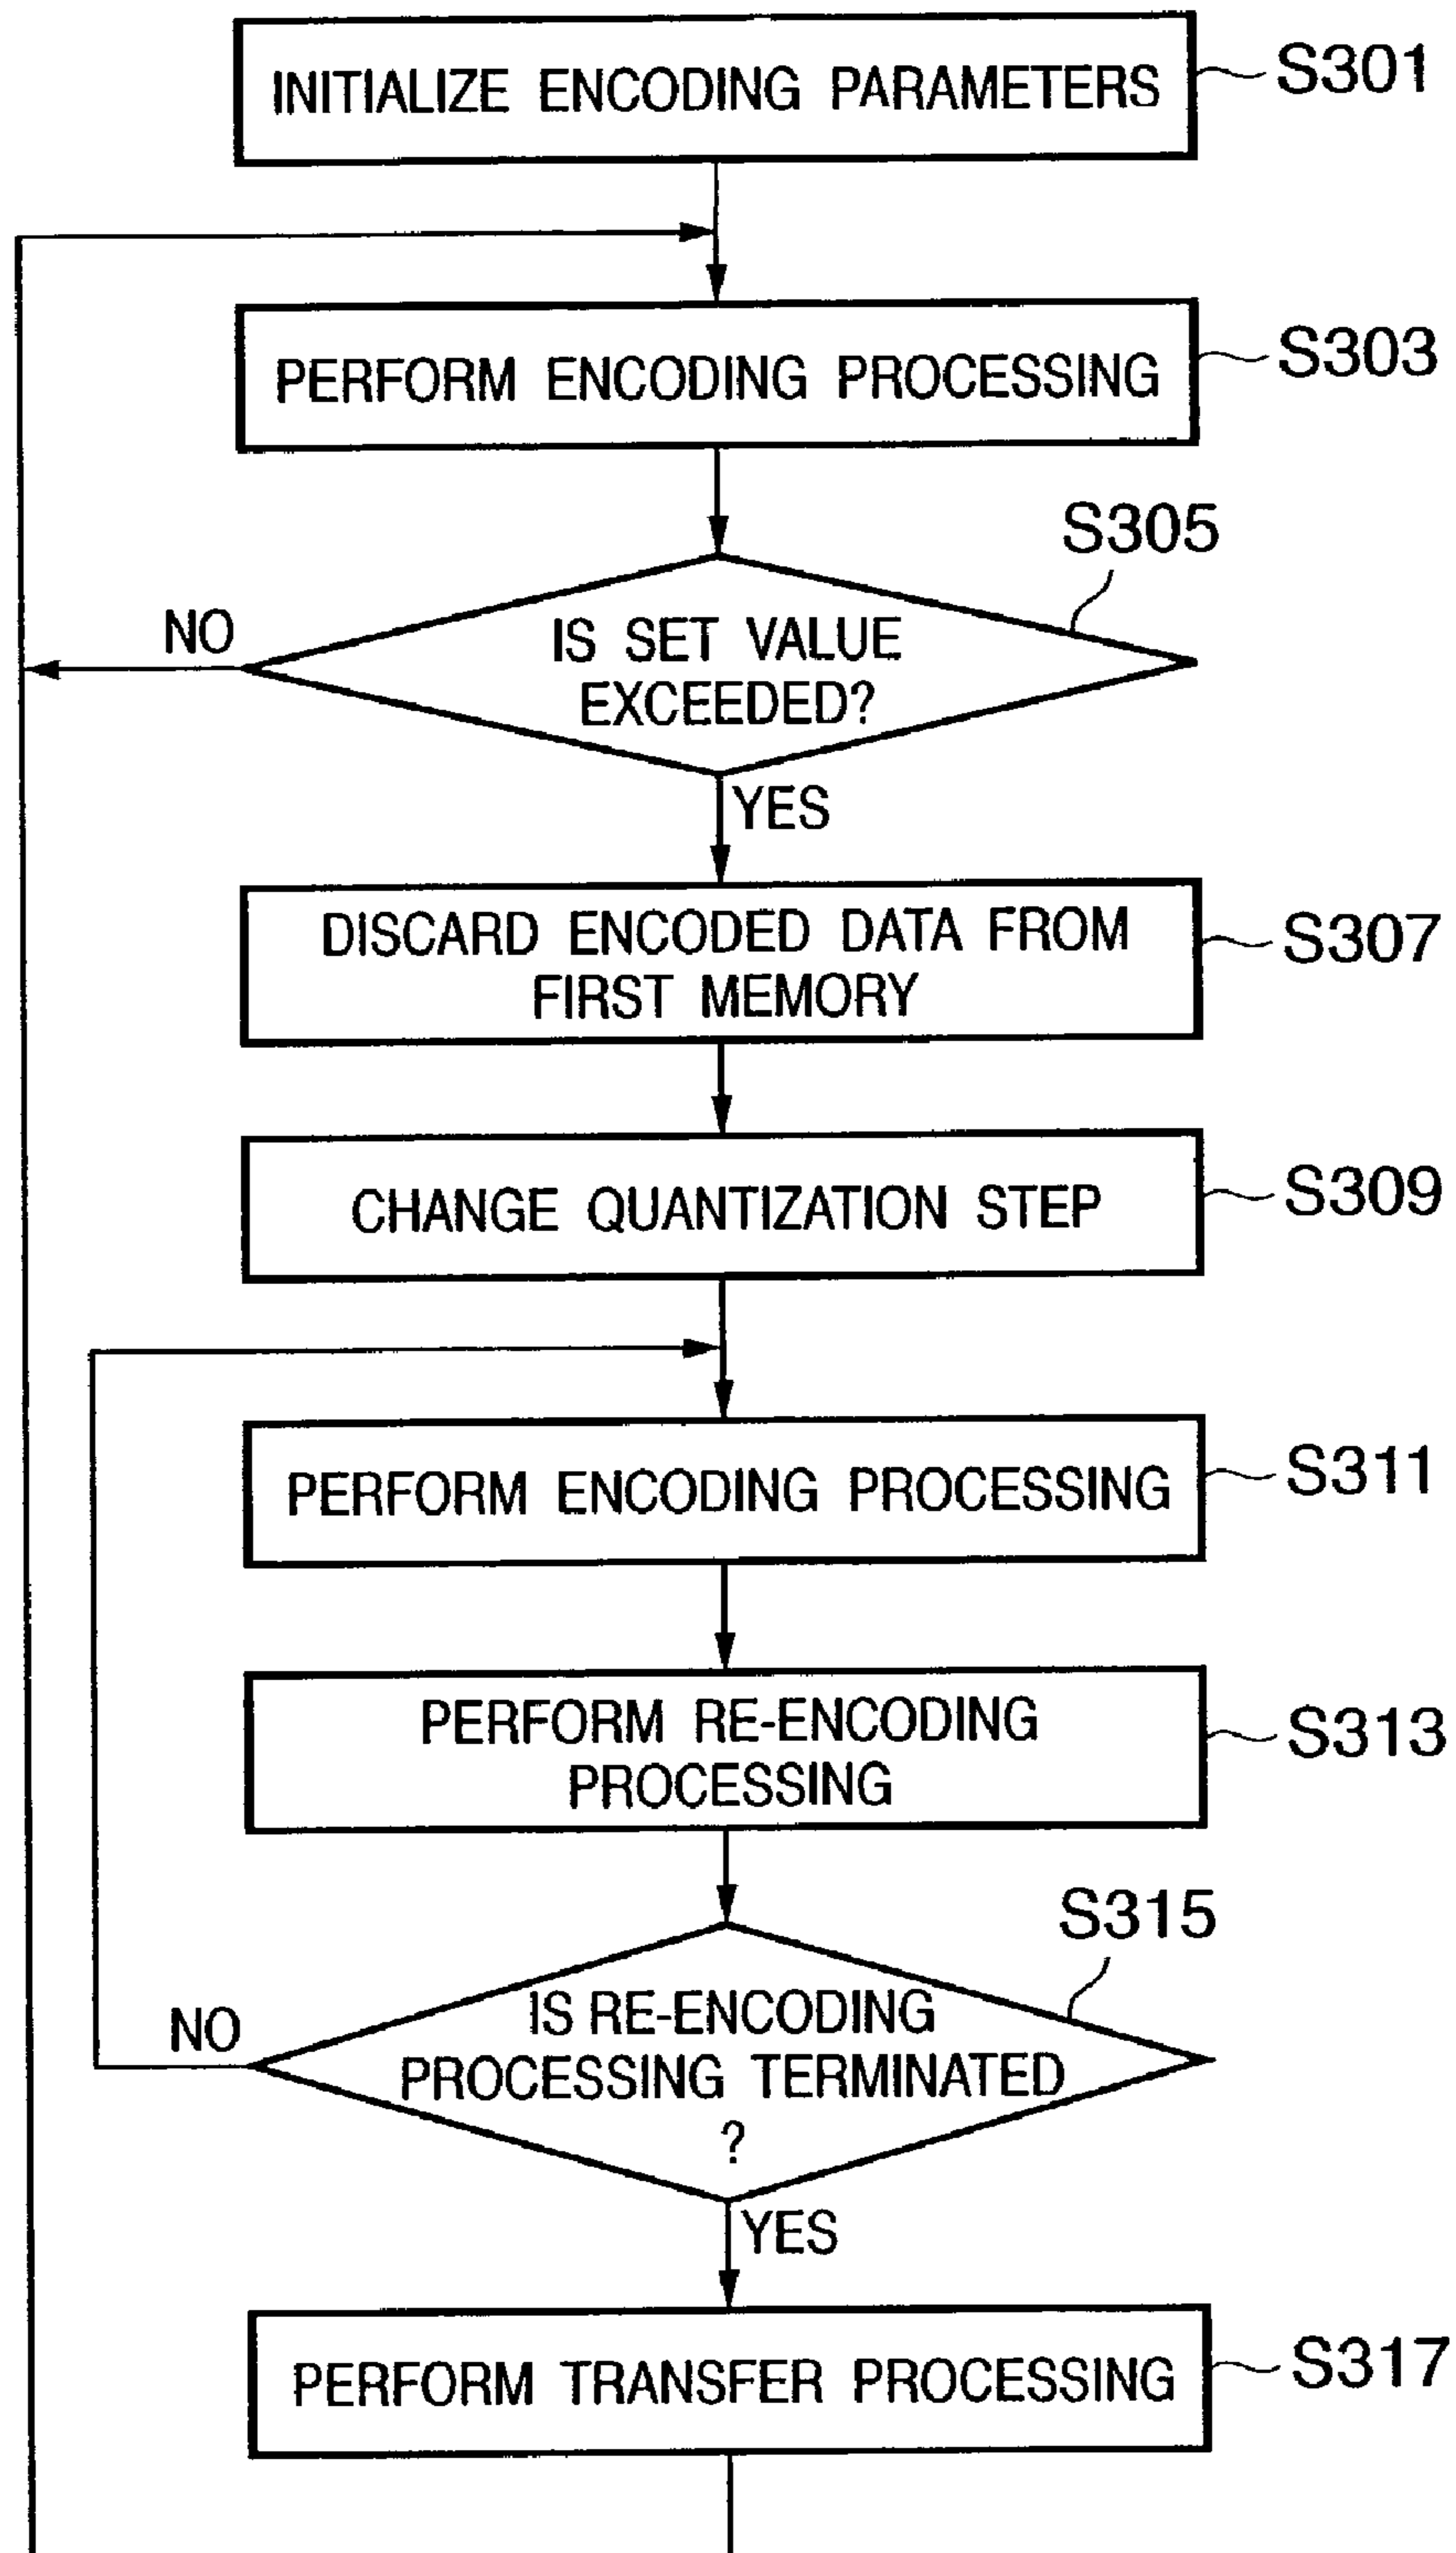 INITIALIZE ENCODING PARAMETERS
S301
PERFORM ENCODING PROCESSING
S303
S305
NO
IS SET VALUE
EXCEEDED?
YES
DISCARD ENCODED DATA FROM
FIRST MEMORY
S307
CHANGE QUANTIZATION STEP
S309
PERFORM ENCODING PROCESSING
S311
PERFORM RE-ENCODING
PROCESSING
S313
S315
NO
IS RE-ENCODING
PROCESSING TERMINATED
?
YES
PERFORM TRANSFER PROCESSING
S317